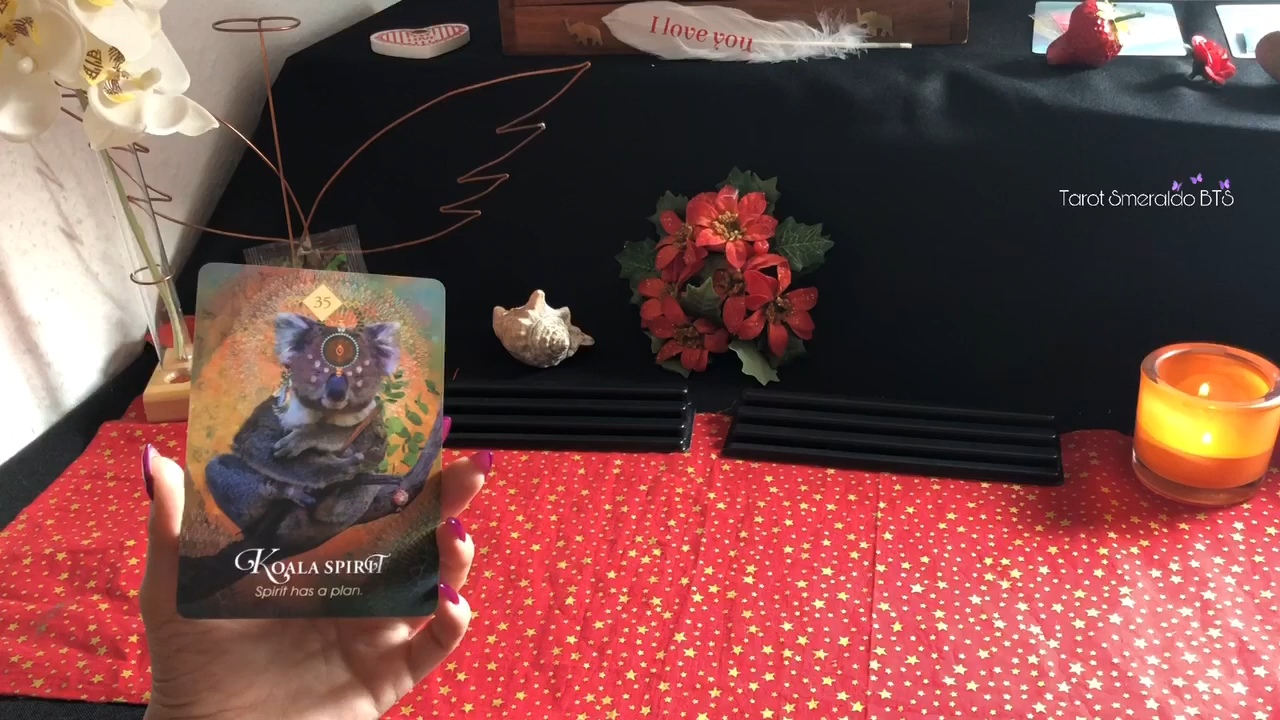 I love you
Tarot Smeraldo BTS
35
KOALA SPIRIT
Spirit has a plan.